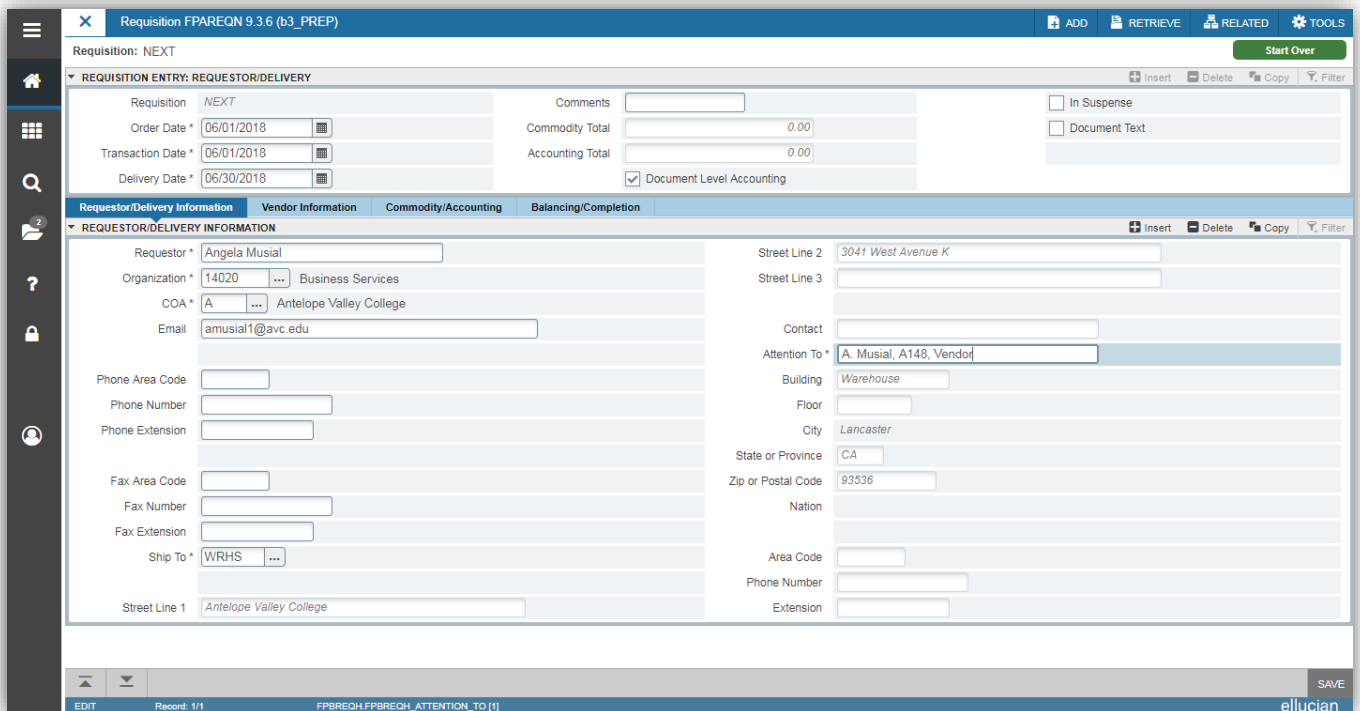 Requisition FPAREQN 9.3.6 (b3_PREP) ADD RETRIEVE RELATED TOOLS
Requisition: NEXT Start Over
REQUISITION ENTRY: REQUESTOR/DELIVERY Insert Delete Copy Filter
Requisition NEXT Comments In Suspense
Order Date * 06/01/2018 Commodity Total 0.00 Document Text
Transaction Date * 06/01/2018 Accounting Total 0.00
Delivery Date * 06/30/2018 Document Level Accounting
Requestor/Delivery Information Vendor Information Commodity/Accounting Balancing/Completion
REQUESTOR/DELIVERY INFORMATION Insert Delete Copy Filter
Requestor * Angela Musial Street Line 2 3041 West Avenue K
Organization * 14020 ... Business Services Street Line 3
2
COA * A ... Antelope Valley College
Email amusial1@avc.edu Contact
Attention To * A. Musial, A148, Vendor
Phone Area Code Building Warehouse
Phone Number Floor
Phone Extension City Lancaster
State or Province CA
Fax Area Code Zip or Postal Code 93536
Fax Number Nation
Fax Extension
Ship To * WRHS ... Area Code
Phone Number
Street Line 1 Antelope Valley College Extension
SAVE
EDIT Record: 1/1 FPBREQH.FPBREQH_ATTENTION_TO [1] ellucian